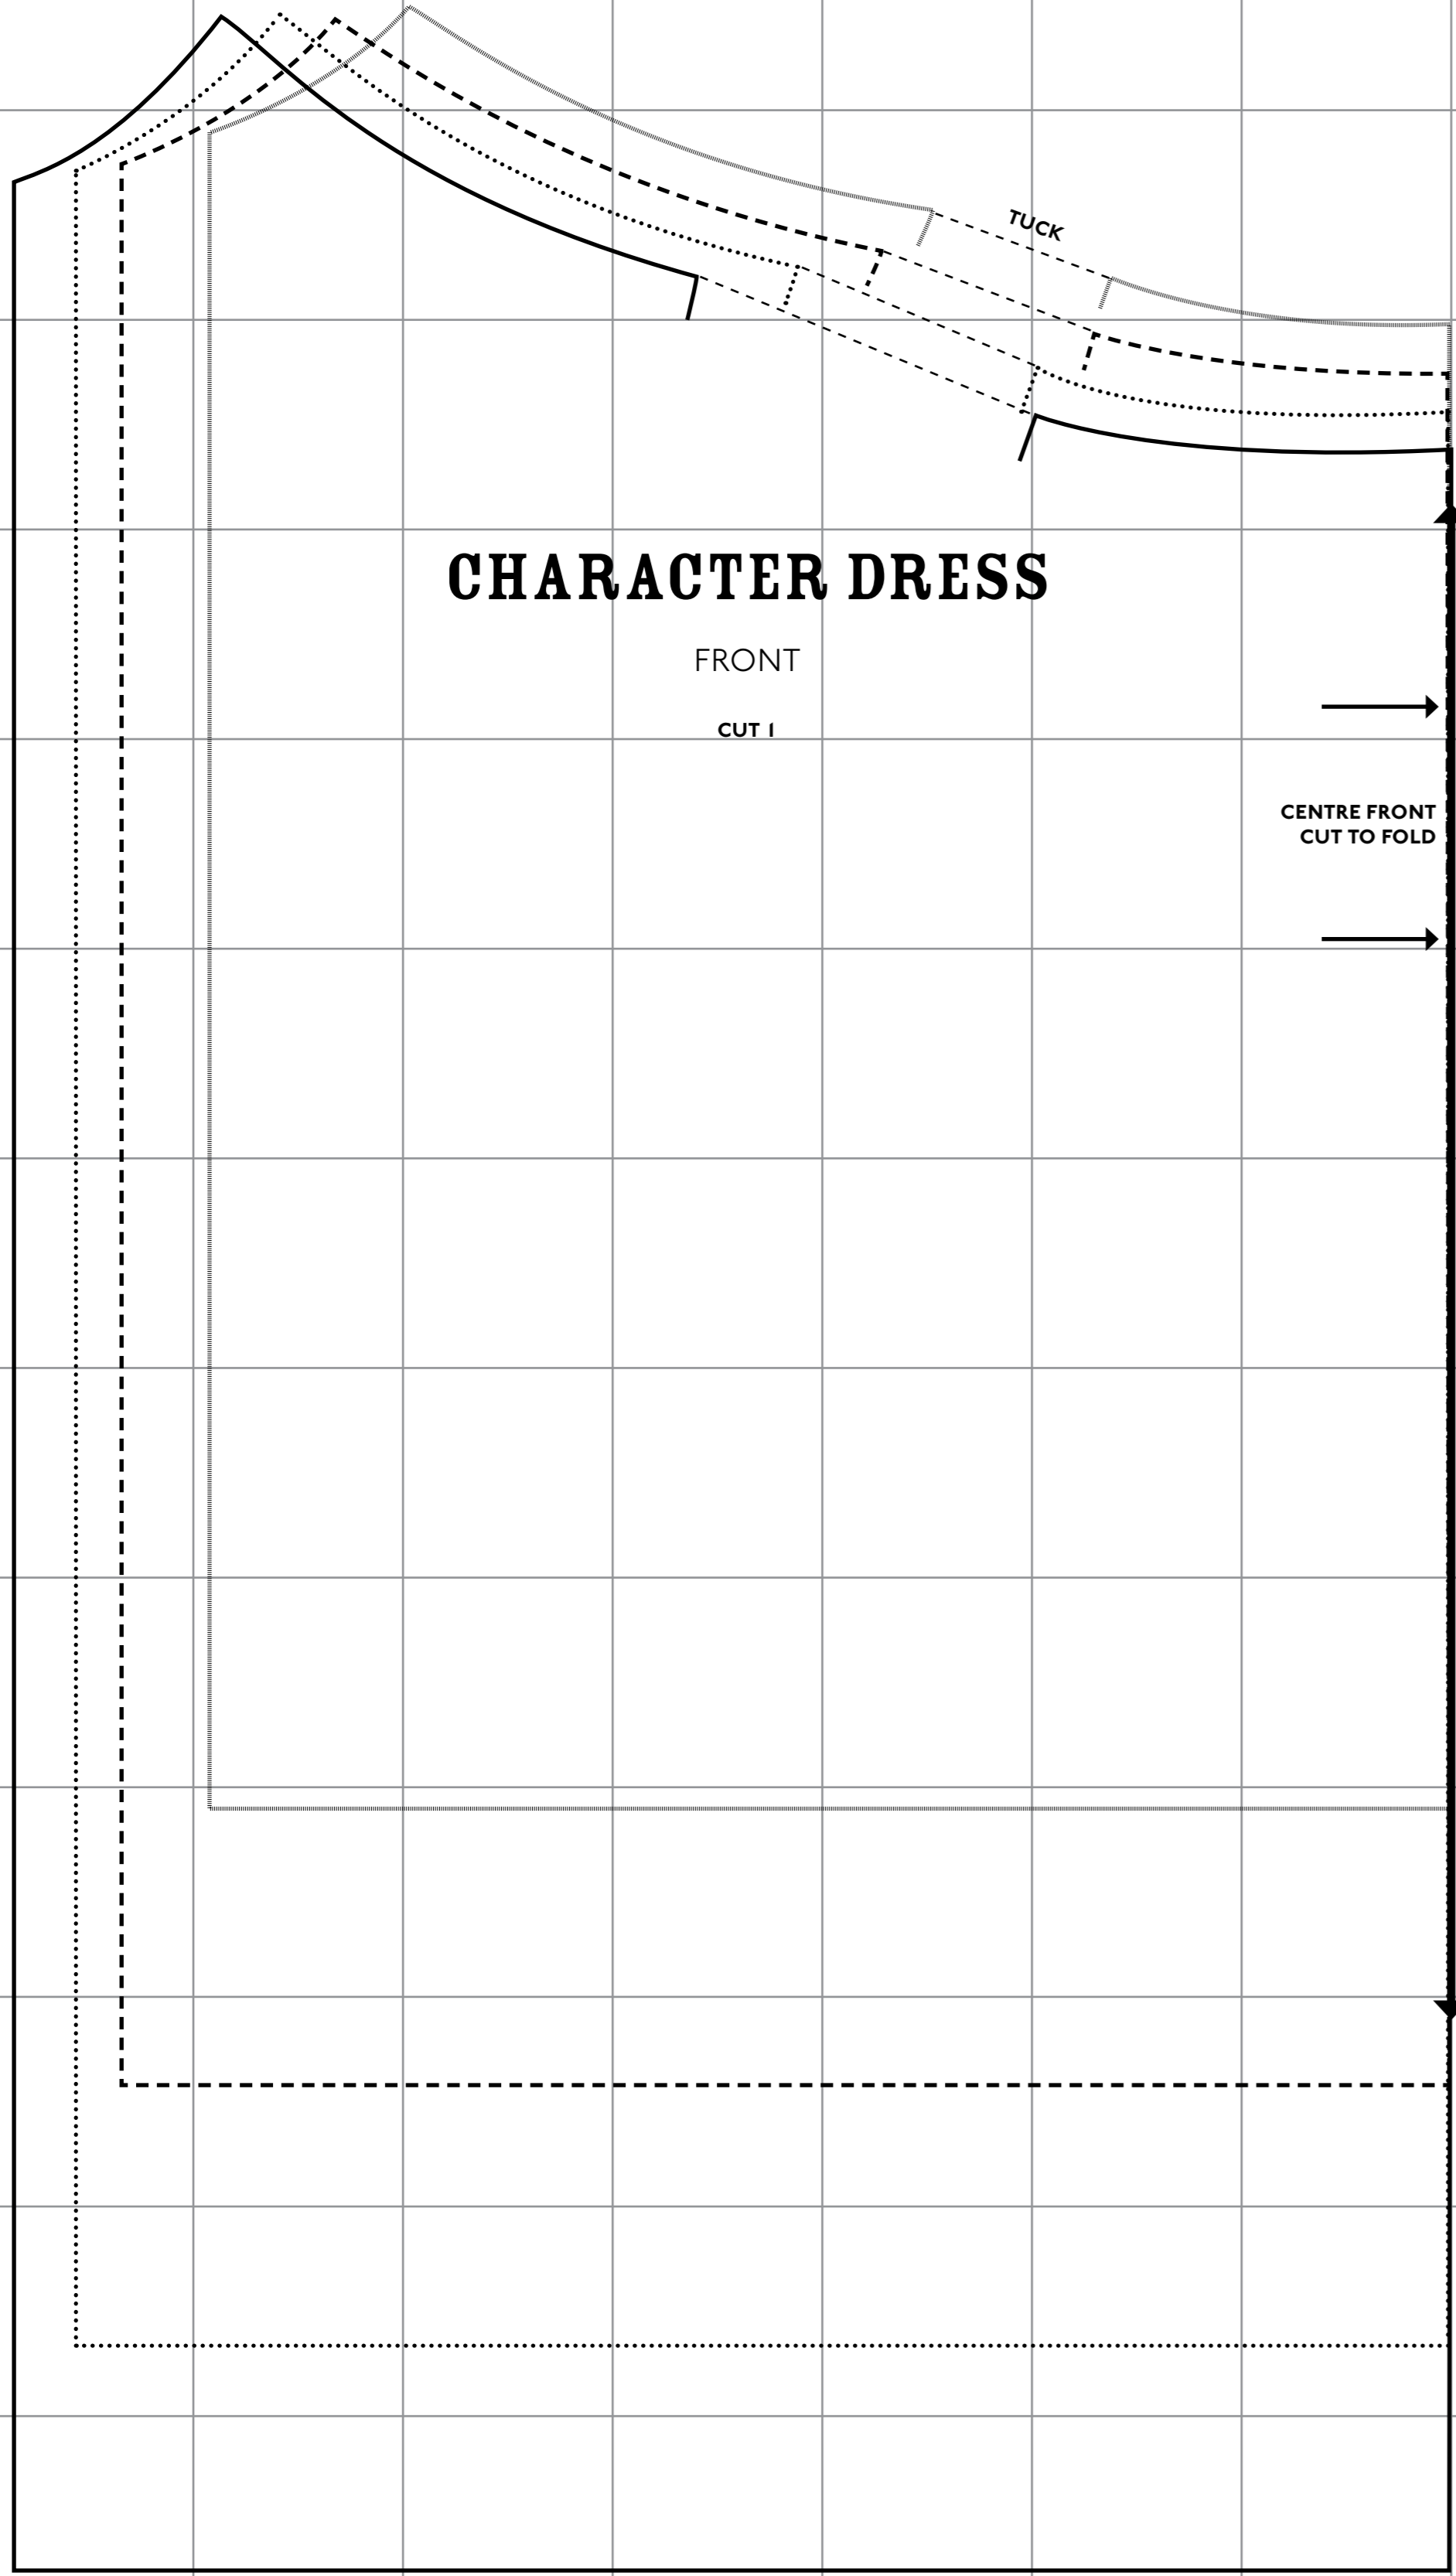 TUCK
CHARACTER DRESS
FRONT
CUT 1
CENTRE FRONT
CUT TO FOLD